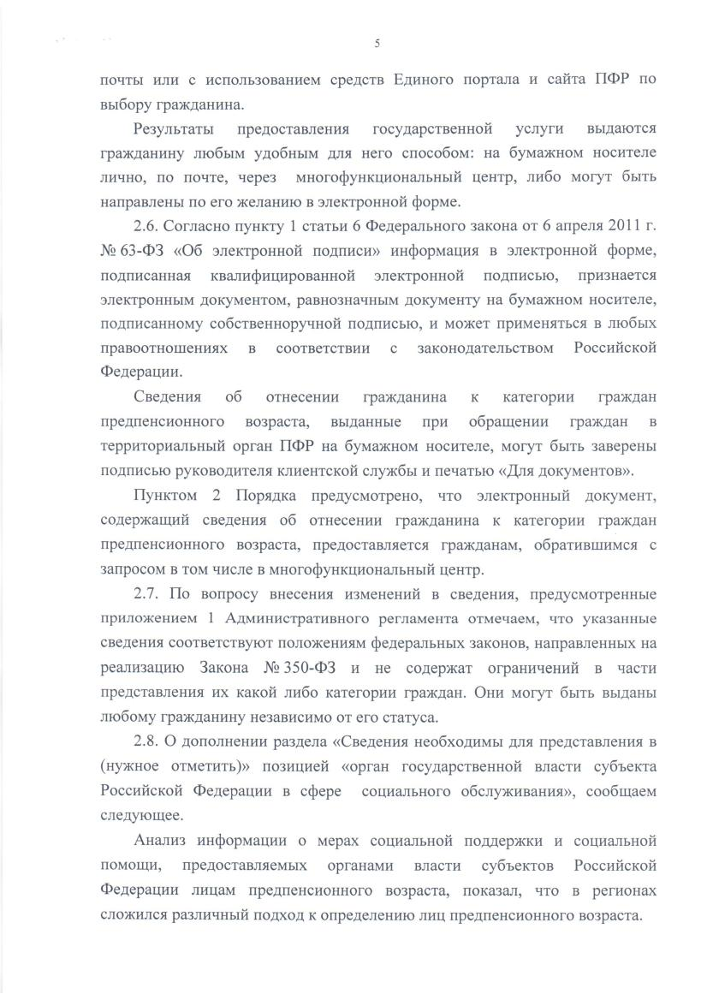 5
почты или с использованием средств Единого портала и сайта ПФР по
выбору гражданина.
Результаты предоставления государственной услуги выдаются
гражданину любым удобным для него способом: на бумажном носителе
лично, по почте, через многофункциональный центр, либо могут быть
направлены по его желанию в электронной форме.
2.6. Согласно пункту 1 статьи 6 Федерального закона от 6 апреля 2011 г.
№ 63-ФЗ «Об электронной подписи» информация в электронной форме,
подписанная квалифицированной электронной подписью, признается
электронным документом, равнозначным документу на бумажном носителе,
подписанному собственноручной подписью, и может применяться в любых
правоотношениях в соответствии с законодательством Российской
Федерации.
Сведения об отнесении гражданина к категории граждан
предпенсионного возраста, выданные при обращении граждан в
территориальный орган ПФР на бумажном носителе, могут быть заверены
подписью руководителя клиентской службы и печатью «Для документов».
Пунктом 2 Порядка предусмотрено, что электронный документ,
содержащий сведения об отнесении гражданина к категории граждан
предпенсионного возраста, предоставляется гражданам, обратившимся с
запросом в том числе в многофункциональный центр.
2.7. По вопросу внесения изменений в сведения, предусмотренные
приложением 1 Административного регламента отмечаем, что указанные
сведения соответствуют положениям федеральных законов, направленных на
реализацию Закона № 350-ФЗ и не содержат ограничений в части
представления их какой либо категории граждан. Они могут быть выданы
любому гражданину независимо от его статуса.
2.8. О дополнении раздела «Сведения необходимы для представления в
(нужное отметить)» позицией «орган государственной власти субъекта
Российской Федерации в сфере социального обслуживания», сообщаем
следующее.
Анализ информации о мерах социальной поддержки и социальной
помощи, предоставляемых органами власти субъектов Российской
Федерации лицам предпенсионного возраста, показал, что в регионах
сложился различный подход к определению лиц предпенсионного возраста.